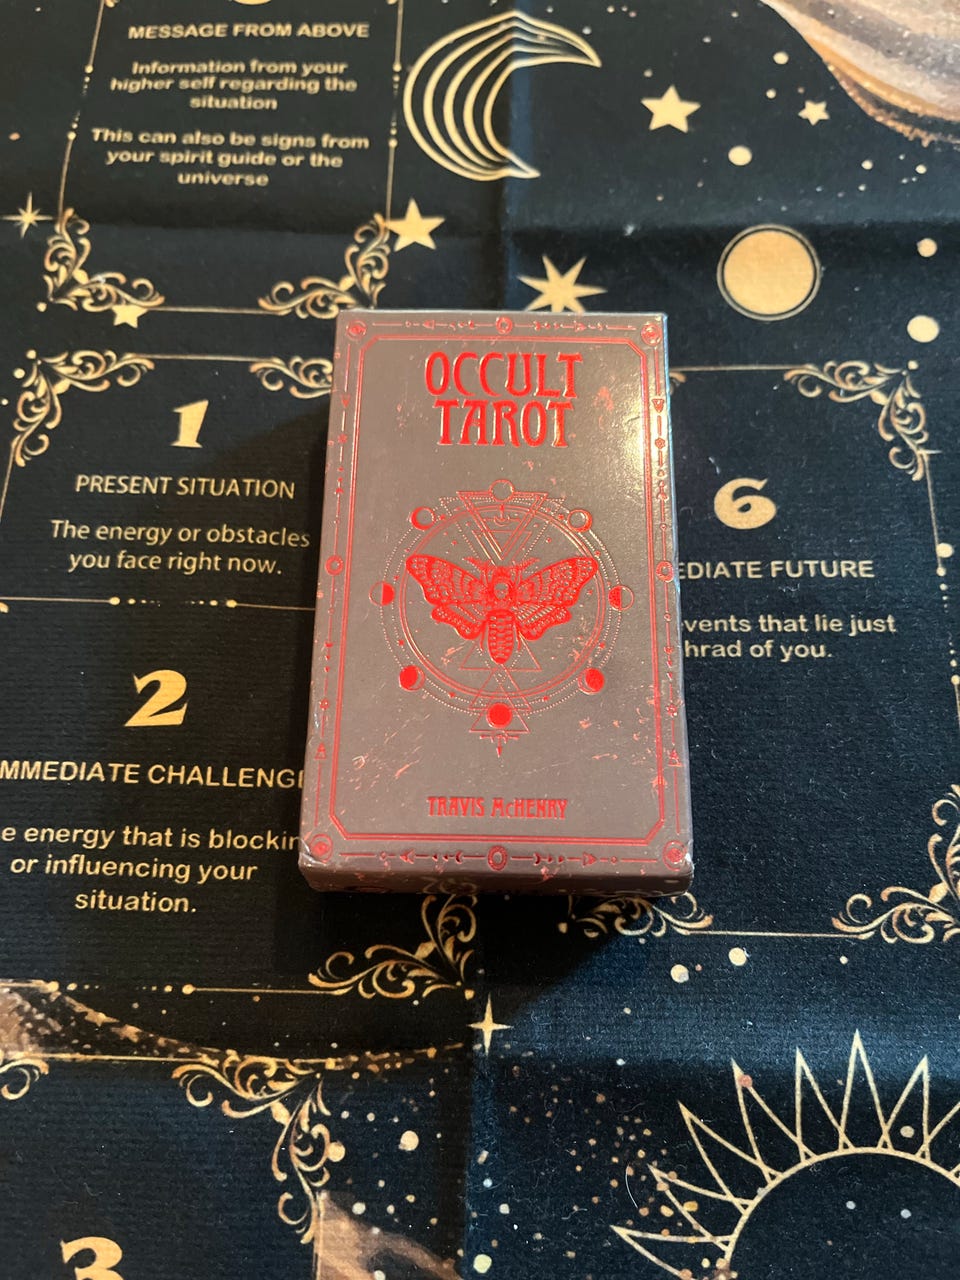 MESSAGE FROM ABOVE
Information from your
higher self regarding the
situation
This can also be signs from
your spirit guide or the
universe
OCCULT
TAROT
TRAVIS McHENRY
1
PRESENT SITUATION
The energy or obstacles
you face right now.
2
MMEDIATE CHALLENG
e energy that is blockin
or influencing your
situation.
6
EDIATE FUTURE
vents that lie just
hrad of you.
3